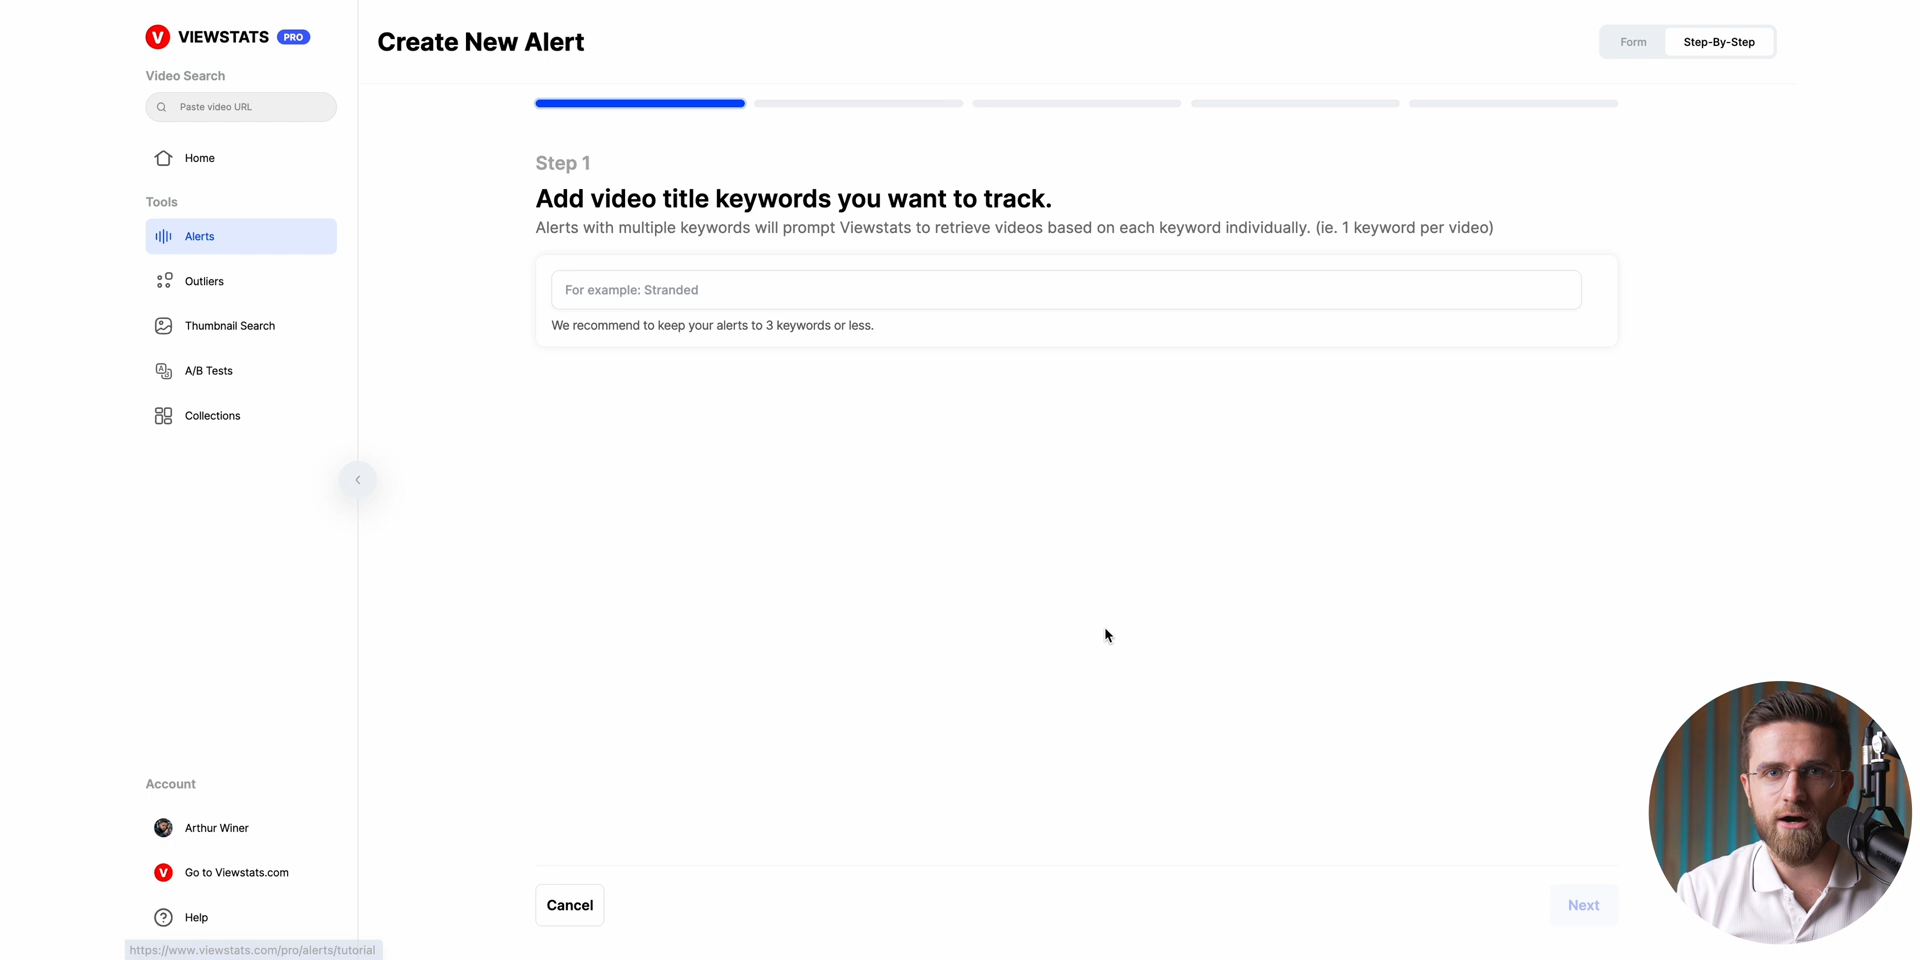 VIEWSTATS PRO
Video Search
Paste video URL
Home
Tools
Alerts
Outliers
Thumbnail Search
A/B Tests
Collections
Account
Arthur Winer
Go to Viewstats.com
Help
https://www.viewstats.com/pro/alerts/tutorial
Create New Alert
Form Step-By-Step
Step 1
Add video title keywords you want to track.
Alerts with multiple keywords will prompt Viewstats to retrieve videos based on each keyword individually. (ie. 1 keyword per video)
For example: Stranded
We recommend to keep your alerts to 3 keywords or less.
Cancel
Next